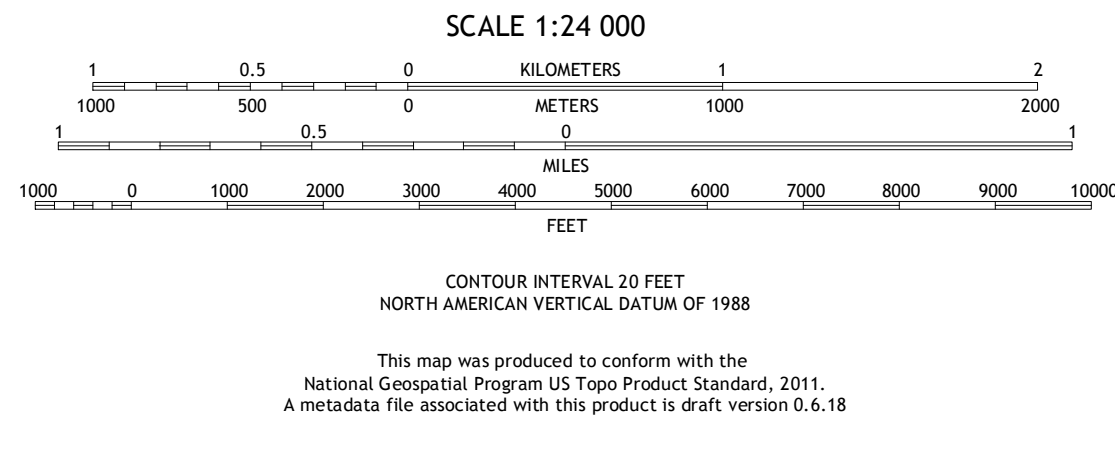 SCALE 1:24 000
1 0.5 0 KILOMETERS 1 2
1000 500 0 METERS 1000 2000
1 0.5 0 1
MILES
1000 0 1000 2000 3000 4000 5000 6000 7000 8000 9000 10000
FEET
CONTOUR INTERVAL 20 FEET
NORTH AMERICAN VERTICAL DATUM OF 1988
This map was produced to conform with the
National Geospatial Program US Topo Product Standard, 2011.
A metadata file associated with this product is draft version 0.6.18